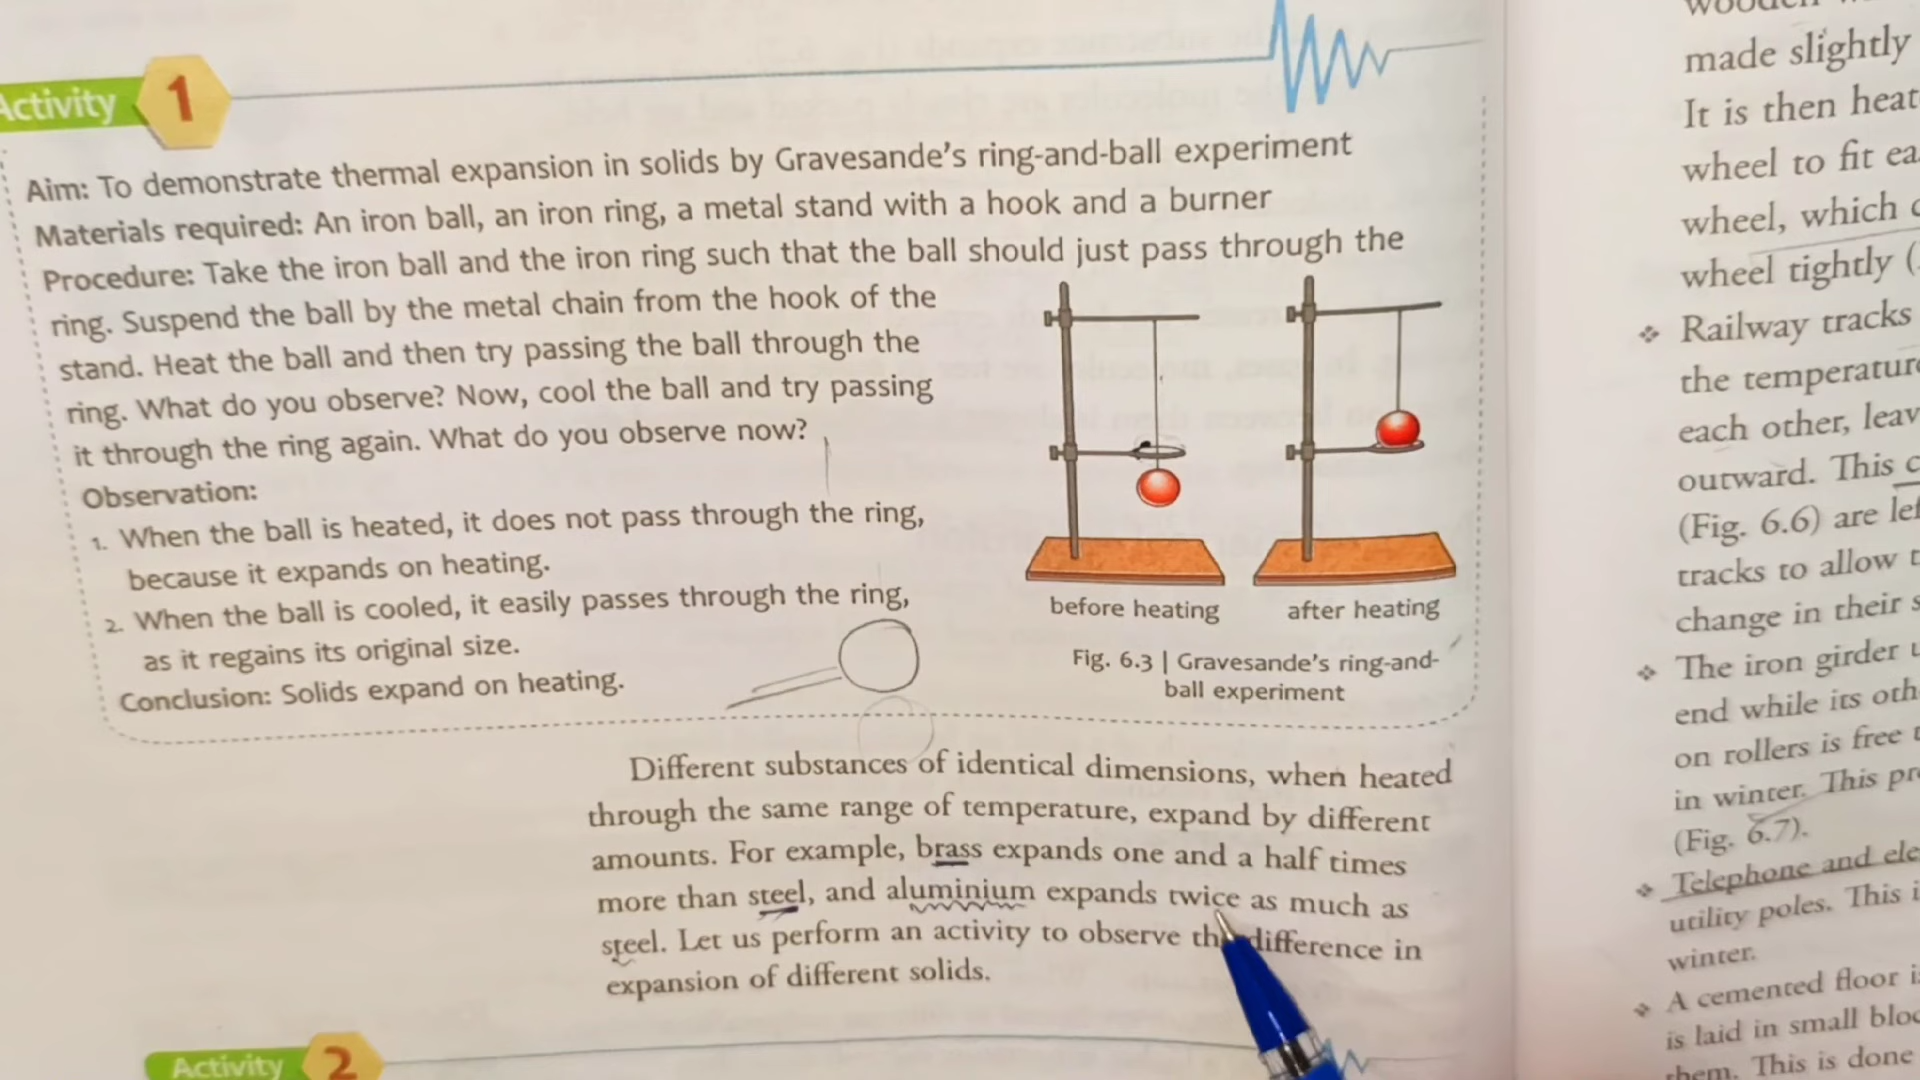 Activity 1
Aim: To demonstrate thermal expansion in solids by Gravesande's ring-and-ball experiment
Materials required: An iron ball, an iron ring, a metal stand with a hook and a burner
Procedure: Take the iron ball and the iron ring such that the ball should just pass through the
ring. Suspend the ball by the metal chain from the hook of the
stand. Heat the ball and then try passing the ball through the
ring. What do you observe? Now, cool the ball and try passing
it through the ring again. What do you observe now?
Observation:
1. When the ball is heated, it does not pass through the ring,
because it expands on heating.
2. When the ball is cooled, it easily passes through the ring,
as it regains its original size.
Conclusion: Solids expand on heating.
before heating
after heating
Fig. 6.3 | Gravesande's ring-and-
ball experiment
Different substances of identical dimensions, when heated
through the same range of temperature, expand by different
amounts. For example, brass expands one and a half times
more than steel, and aluminium expands twice as much as
steel. Let us perform an activity to observe the difference in
expansion of different solids.
Activity 2
made slightly
It is then heat
wheel to fit
wheel, which
wheel tightly (
❖ Railway tracks
the temperature
each other,
outward. This
(Fig. 6.6) are
tracks to allow
change in their
❖ The iron girder
end while its
on rollers is free
in winter. This
(Fig. 6.7).
❖ Telephone and
utility poles. This
winter.
❖ A cemented floor
is laid in small
them. This is done